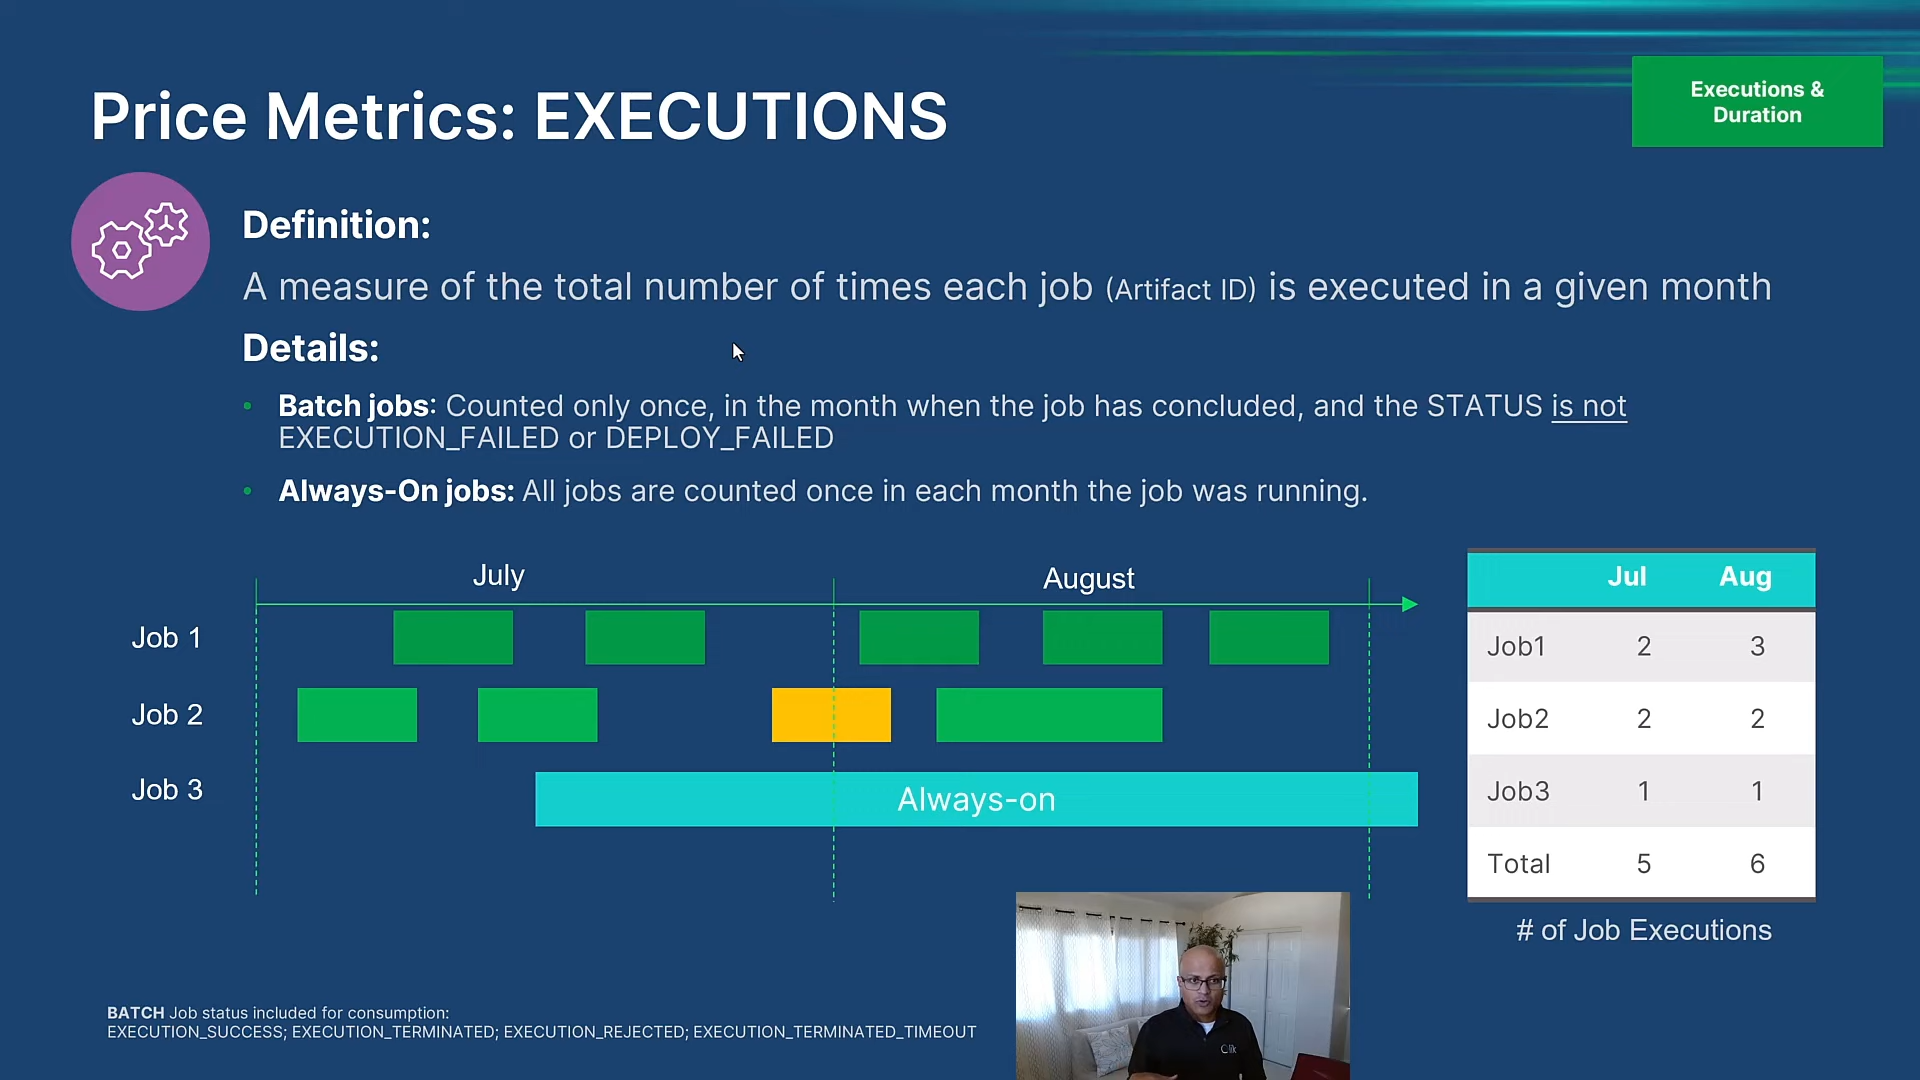 Price Metrics: EXECUTIONS
Executions &
Duration
Definition:
A measure of the total number of times each job (Artifact ID) is executed in a given month
Details:
• Batch jobs: Counted only once, in the month when the job has concluded, and the STATUS is not
EXECUTION_FAILED or DEPLOY_FAILED
• Always-On jobs: All jobs are counted once in each month the job was running.
July August
Job 1
Job 2
Job 3
Always-on
Jul Aug
Job1 2 3
Job2 2 2
Job3 1 1
Total 5 6
# of Job Executions
BATCH Job status included for consumption:
EXECUTION_SUCCESS; EXECUTION_TERMINATED; EXECUTION_REJECTED; EXECUTION_TERMINATED_TIMEOUT
Qlik